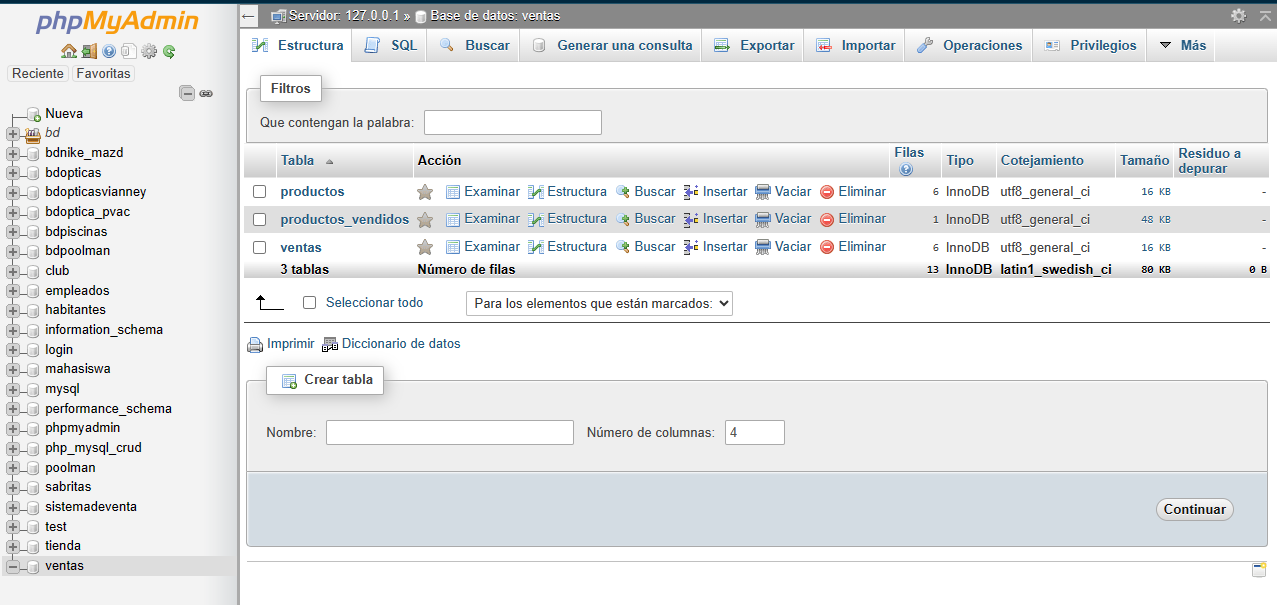 phpMyAdmin
Reciente Favoritas
Nueva
bd
bdnike_mazd
bdopticas
bdopticasvianney
bdoptica_pvac
bdpiscinas
bdpoolman
club
empleados
habitantes
information_schema
login
mahasiswa
mysql
performance_schema
phpmyadmin
php_mysql_crud
poolman
sabritas
sistemadeventa
test
tienda
ventas
Servidor: 127.0.0.1 » Base de datos: ventas
Estructura SQL Buscar Generar una consulta Exportar Importar Operaciones Privilegios Más
Filtros
Que contengan la palabra:
Tabla Acción Filas Tipo Cotejamiento Tamaño Residuo a depurar
productos Examinar Estructura Buscar Insertar Vaciar Eliminar 6 InnoDB utf8_general_ci 16 KB -
productos_vendidos Examinar Estructura Buscar Insertar Vaciar Eliminar 1 InnoDB utf8_general_ci 48 KB -
ventas Examinar Estructura Buscar Insertar Vaciar Eliminar 6 InnoDB utf8_general_ci 16 KB -
3 tablas Número de filas 13 InnoDB latin1_swedish_ci 80 KB 0 B
Seleccionar todo Para los elementos que están marcados:
Imprimir Diccionario de datos
Crear tabla
Nombre: Número de columnas: 4
Continuar